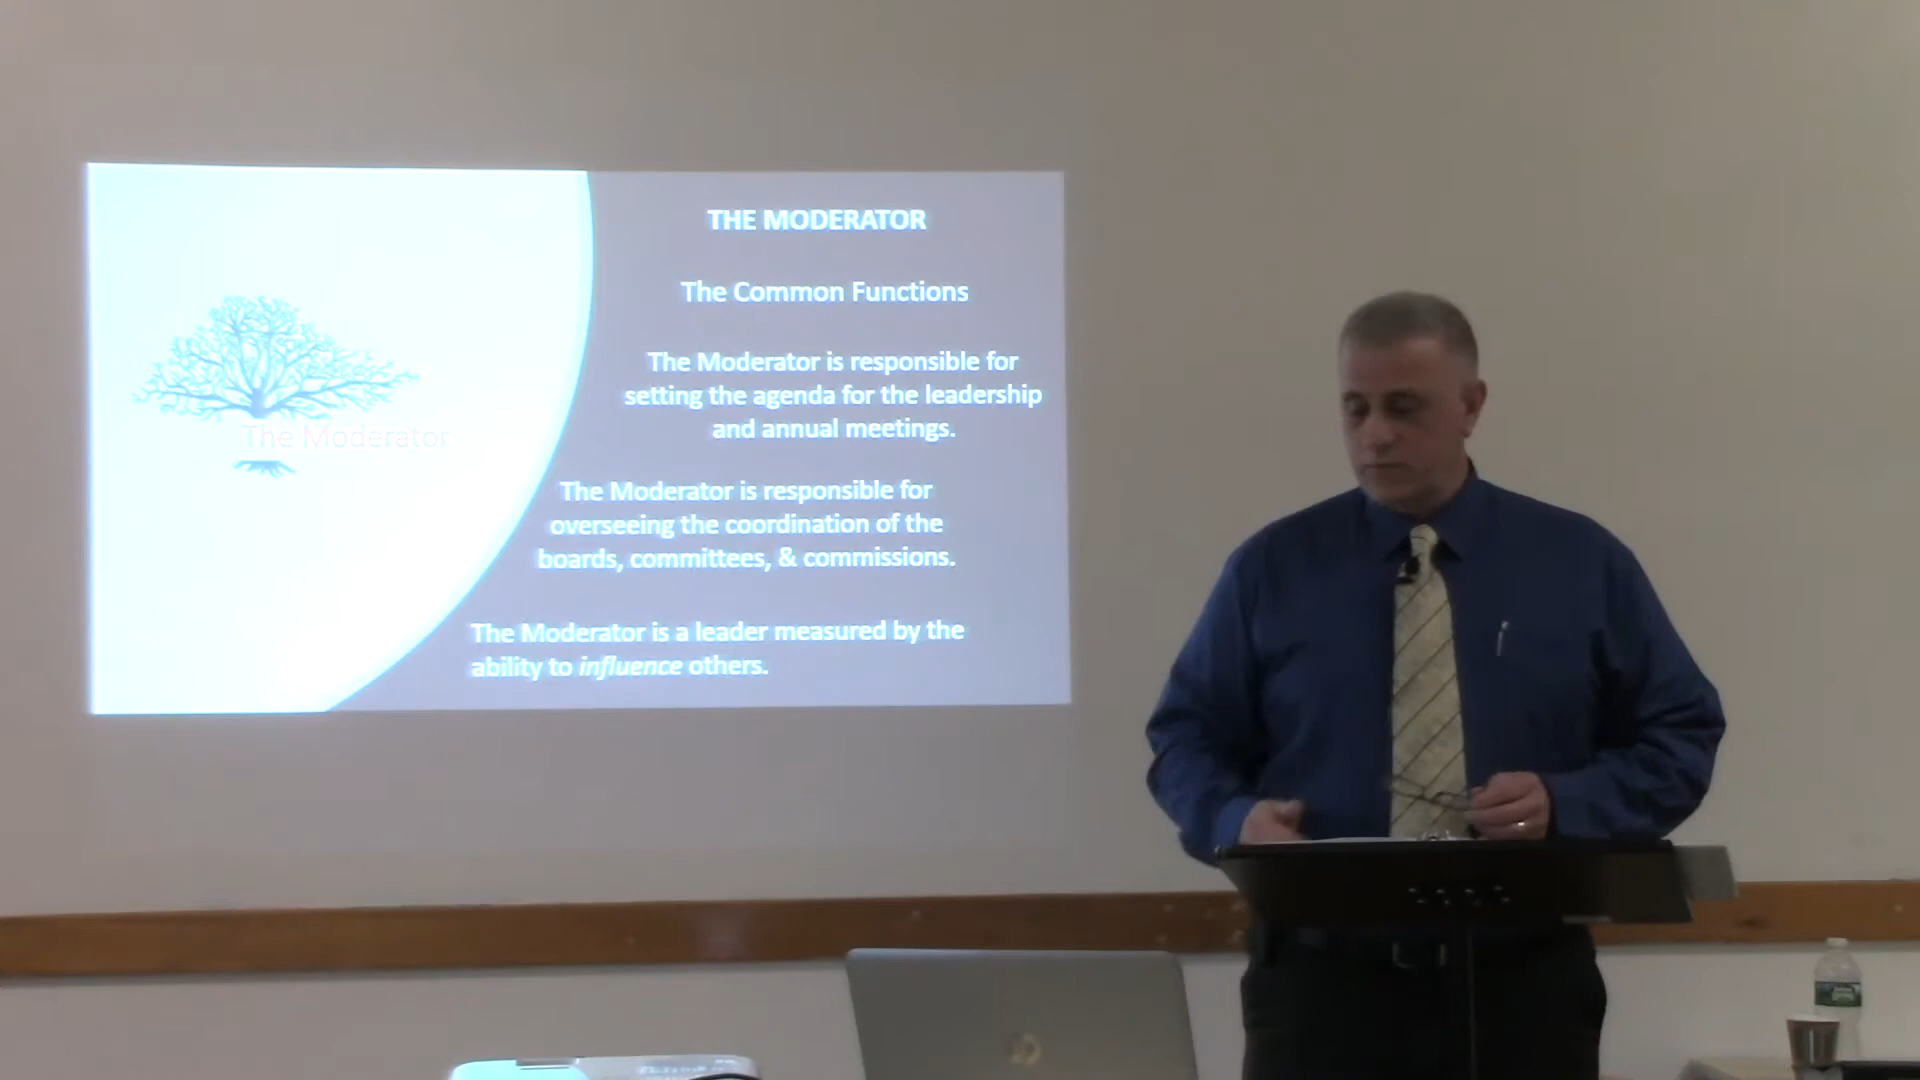 THE MODERATOR
The Common Functions
The Moderator is responsible for
setting the agenda for the leadership
and annual meetings.
The Moderator
The Moderator is responsible for
overseeing the coordination of the
boards, committees, & commissions.
The Moderator is a leader measured by the
ability to influence others.